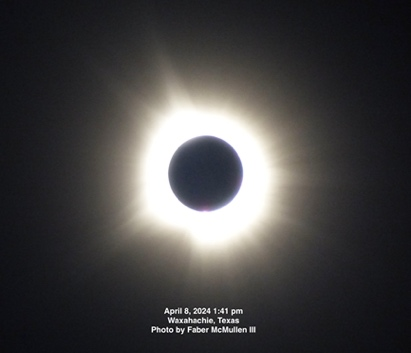 April 8, 2024 1:41 pm
Waxahachie, Texas
Photo by Faber McMullen III